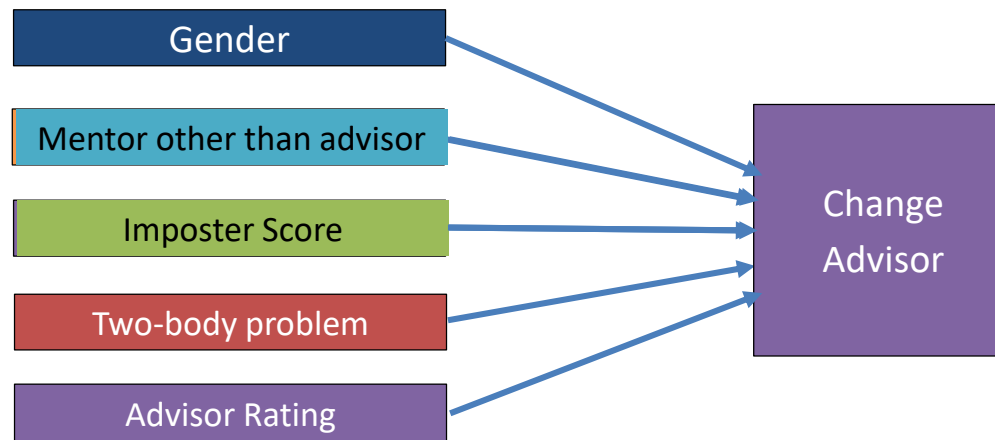 Gender
Mentor other than advisor
Imposter Score
Two-body problem
Advisor Rating
Change
Advisor